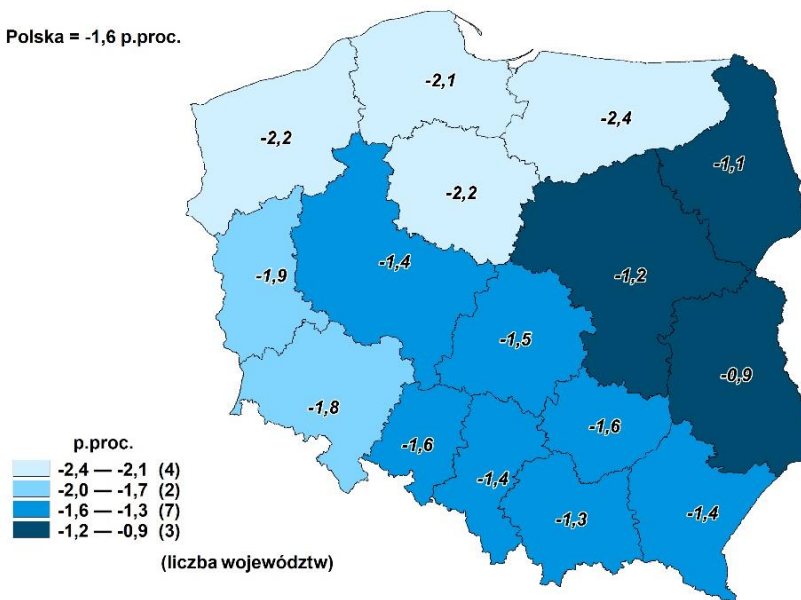 Polska = -1,6 p.proc.
-2,1
-2,4
-2,2
-1,1
-2,2
-1,4
-1,9
-1,2
-1,5
-0,9
-1,8
-1,6
-1,6
-1,4
-1,3
-1,4
p.proc.
-2,4 — -2,1 (4)
-2,0 — -1,7 (2)
-1,6 — -1,3 (7)
-1,2 — -0,9 (3)
(liczba województw)